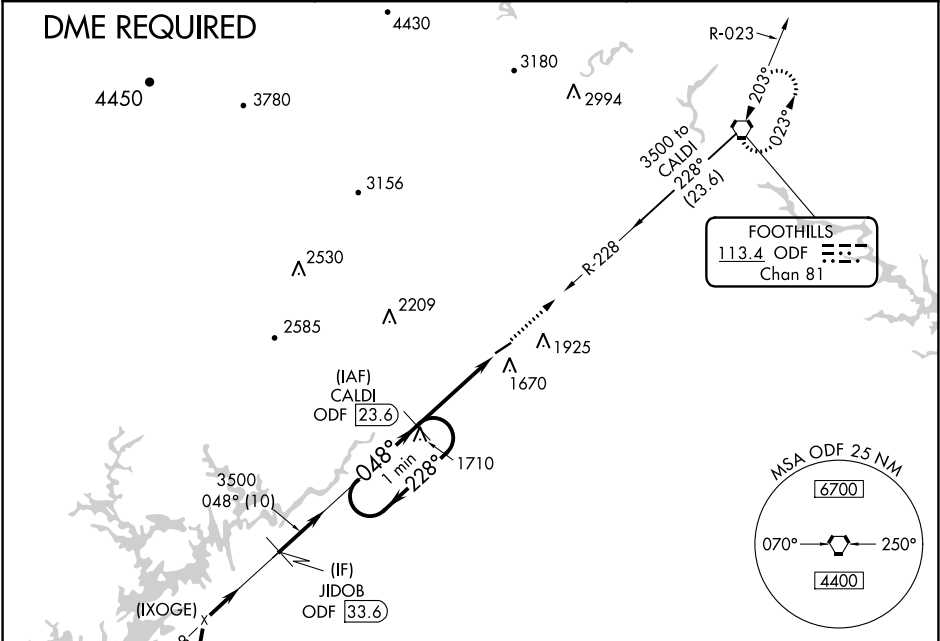 DME REQUIRED
4430
R-023
3180
4450
3780
2994
203°
023°
3500 to
CALDI
228°
(23.6)
3156
FOOTHILLS
113.4 ODF
Chan 81
R-228
2530
2209
2585
1925
1670
(IAF)
CALDI
ODF 23.6
048°
1 min
228°
1710
3500
048° (10)
MSA ODF 25 NM
6700
070°
250°
4400
(IF)
JIDOB
ODF 33.6
(IXOGE)
X